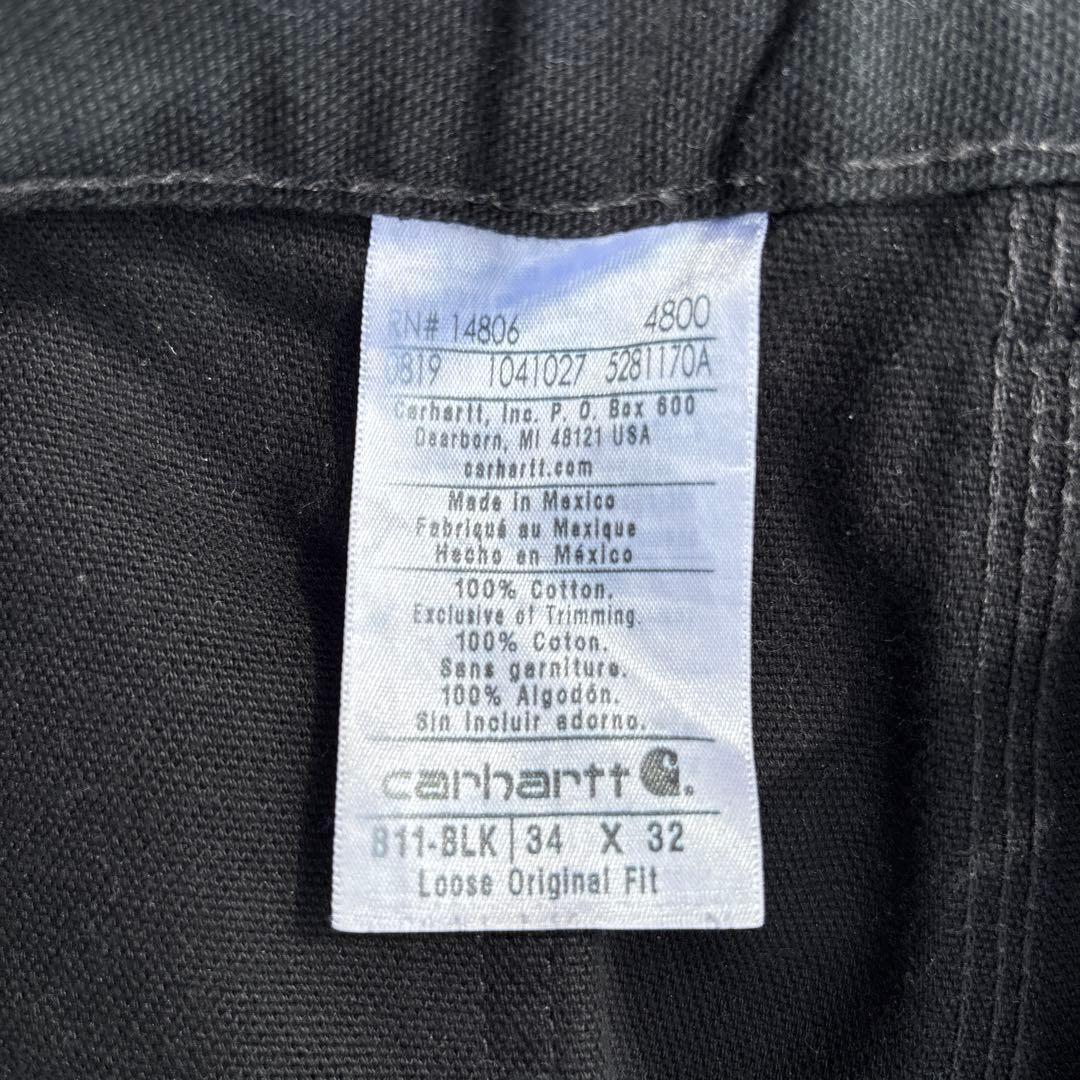 RN# 14806 4800
0819 1041027 5281170A
Carhartt, Inc. P. O. Box 600
Dearborn, MI 48121 USA
carhartt.com
Made in Mexico
Fabriqué au Mexique
Hecho en México
100% Cotton.
Exclusive of Trimming.
100% Coton.
Sans garniture.
100% Algodón.
Sin incluir adorno.
carhartt
B11-BLK | 34 X 32
Loose Original Fit